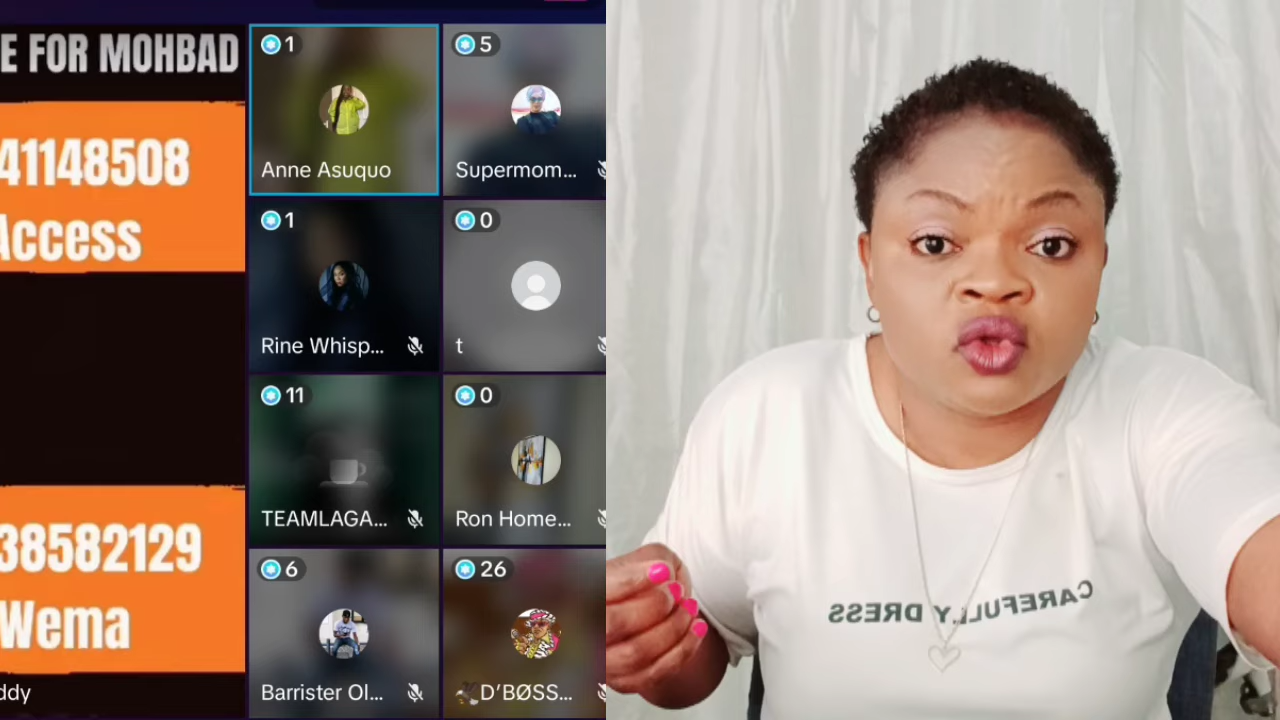 E FOR MOHBAD
41148508
Access
38582129
Wema
ddy
1
Anne Asuquo
5
Supermom...
1
Rine Whisp...
0
t
11
TEAMLAGA...
0
Ron Home...
6
Barrister Ol...
26
D'BØSS...
CAREFULLY DRESS